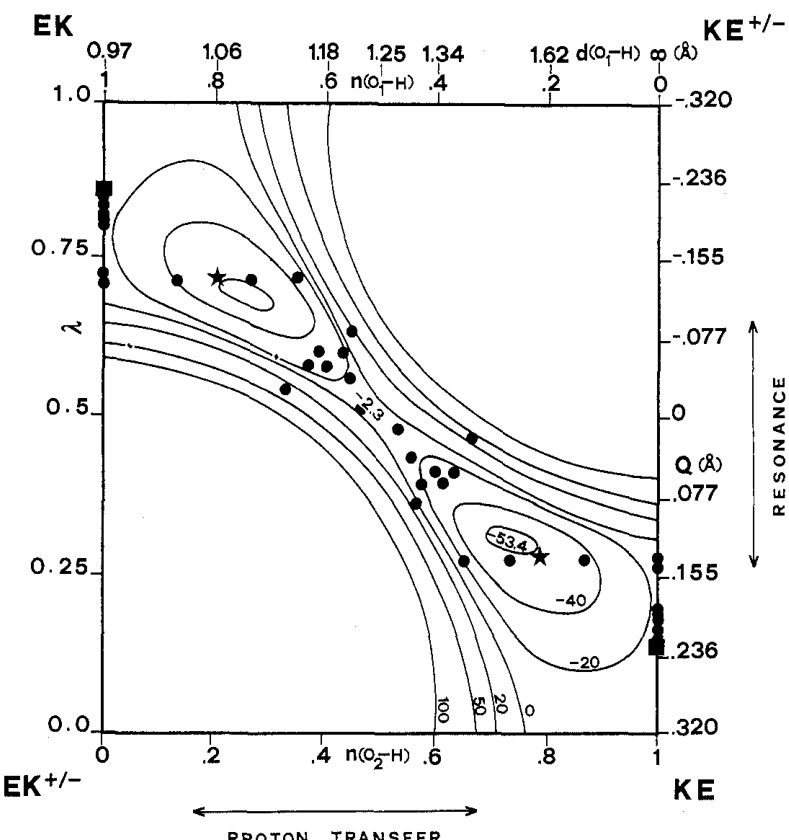 EK
KE+/-
0.97 1.06 1.18 1.25 1.34 1.62 d(O1-H) ∞ (Å)
1 .8 .6 n(O1-H) .4 .2 0
1.0
-.320
-.236
0.75
-.155
λ
-.077
0.5
-2.3
0
Q (Å)
.077
RESONANCE
-53.4
0.25
.155
-40
.236
-20
100 50 20 0
0.0
.320
0 .2 .4 n(O2-H) .6 .8 1
EK+/-
KE
PROTON TRANSFER